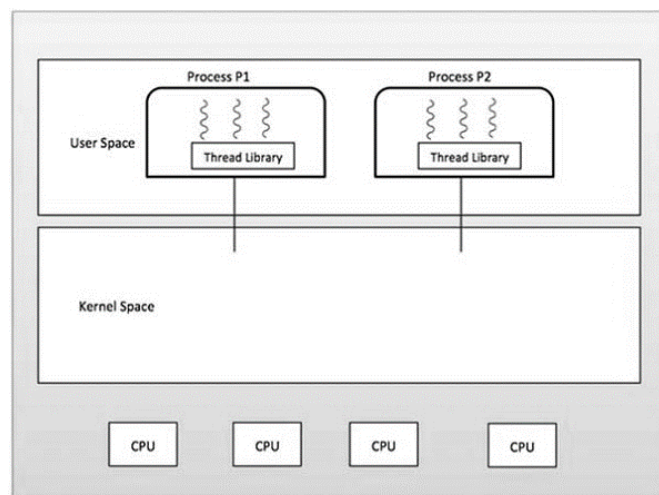 Process P1
Process P2
User Space
Thread Library
Thread Library
Kernel Space
CPU
CPU
CPU
CPU